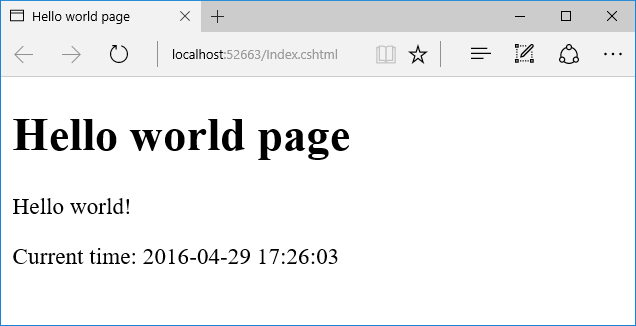 Hello world page
localhost:52663/Index.cshtml
Hello world page
Hello world!
Current time: 2016-04-29 17:26:03